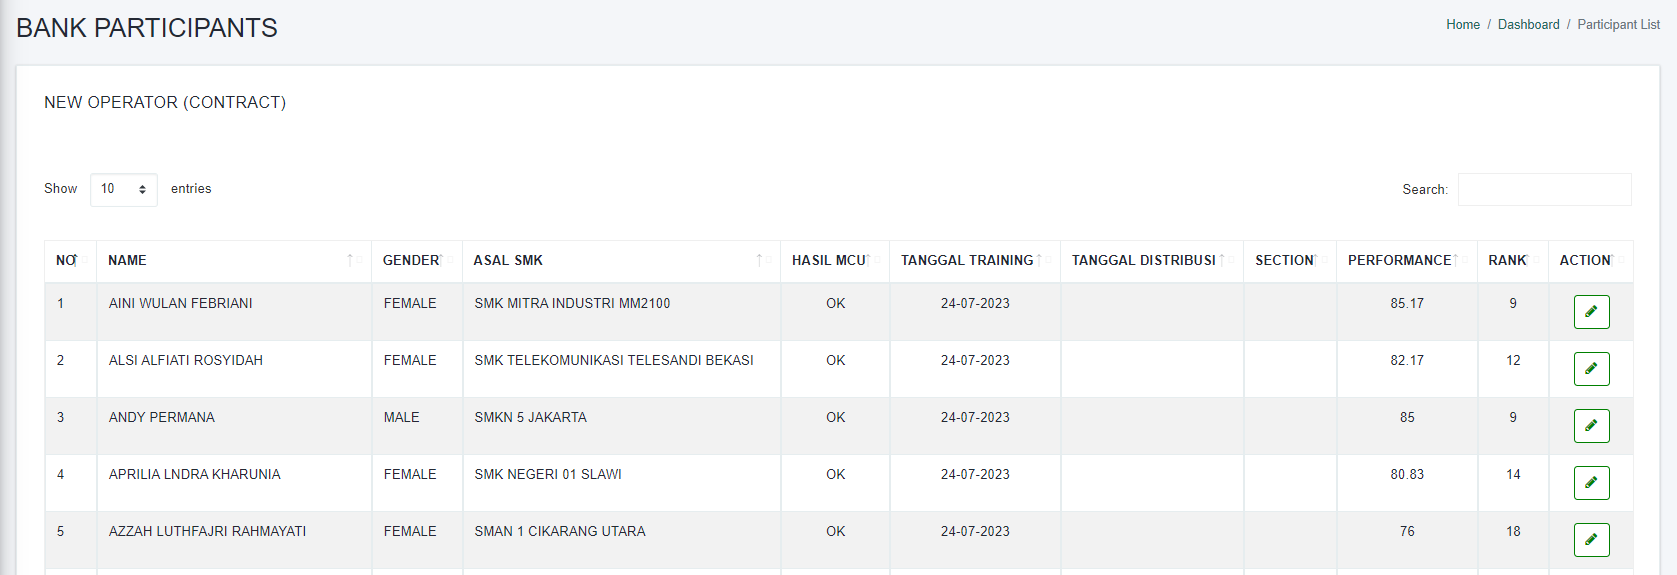 BANK PARTICIPANTS
Home / Dashboard / Participant List
NEW OPERATOR (CONTRACT)
Show 10 entries
Search:
NO NAME GENDER ASAL SMK HASIL MCU TANGGAL TRAINING TANGGAL DISTRIBUSI SECTION PERFORMANCE RANK ACTION
1 AINI WULAN FEBRIANI FEMALE SMK MITRA INDUSTRI MM2100 OK 24-07-2023 85.17 9
2 ALSI ALFIATI ROSYIDAH FEMALE SMK TELEKOMUNIKASI TELESANDI BEKASI OK 24-07-2023 82.17 12
3 ANDY PERMANA MALE SMKN 5 JAKARTA OK 24-07-2023 85 9
4 APRILIA LNDRA KHARUNIA FEMALE SMK NEGERI 01 SLAWI OK 24-07-2023 80.83 14
5 AZZAH LUTHFAJRI RAHMAYATI FEMALE SMAN 1 CIKARANG UTARA OK 24-07-2023 76 18